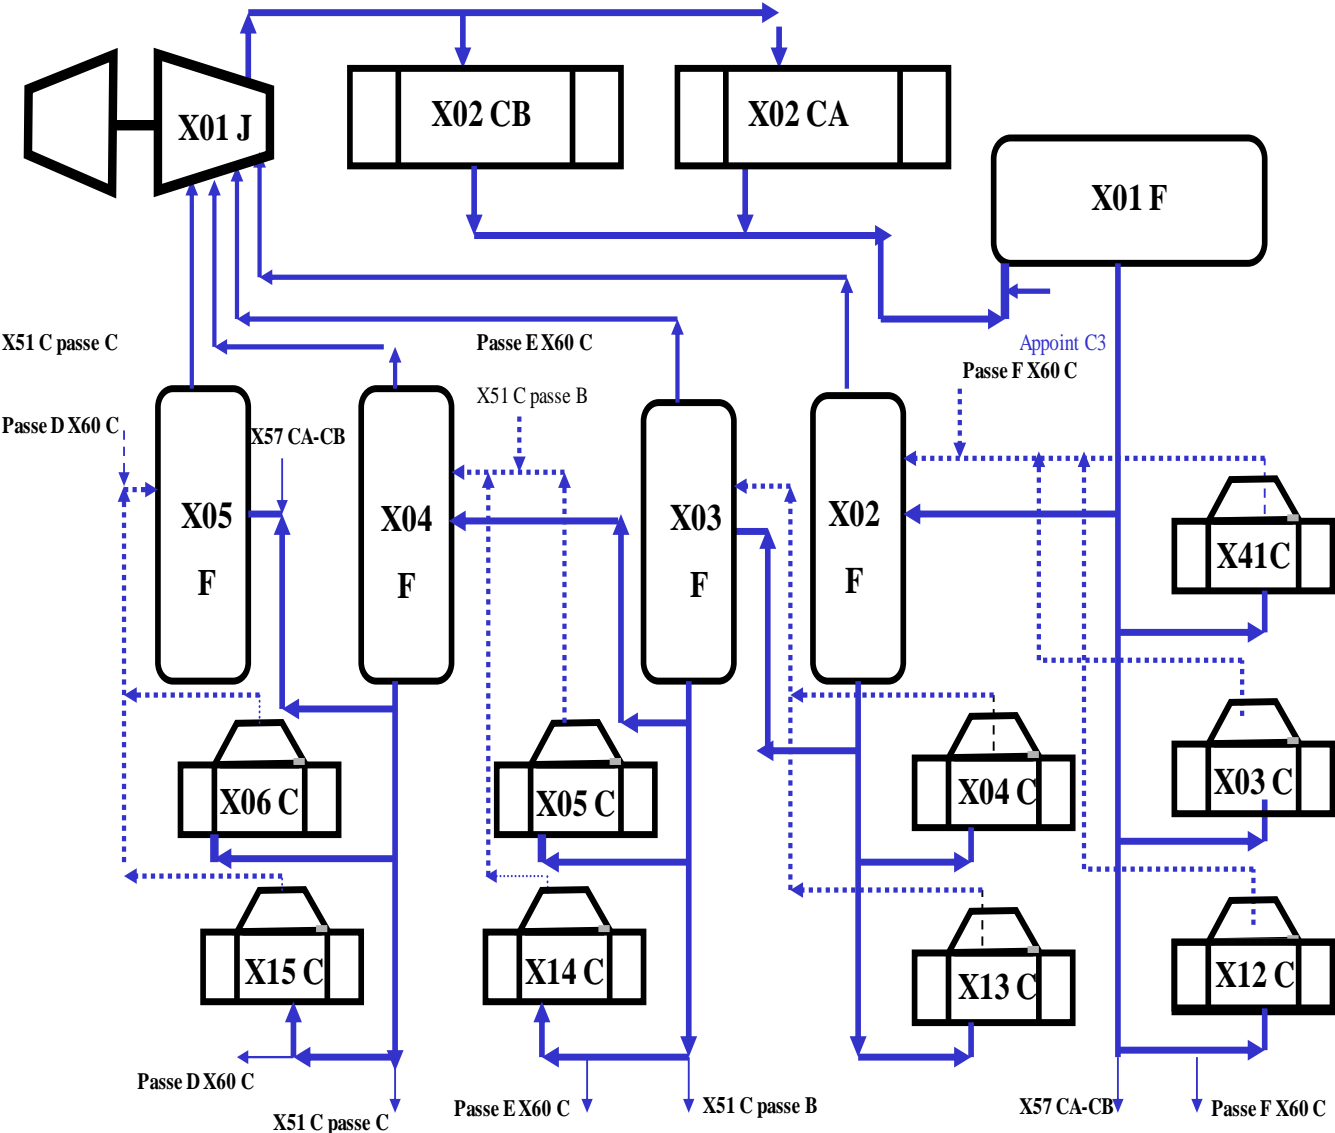 X01 J
X02 CB
X02 CA
X01 F
X51 C passe C
Passe E X60 C
Appoint C3
Passe F X60 C
X51 C passe B
Passe D X60 C
X57 CA-CB
X05
F
X04
F
X03
F
X02
F
X41C
X06 C
X05 C
X04 C
X03 C
X15 C
X14 C
X13 C
X12 C
Passe D X60 C
X51 C passe C
Passe E X60 C
X51 C passe B
X57 CA-CB
Passe F X60 C